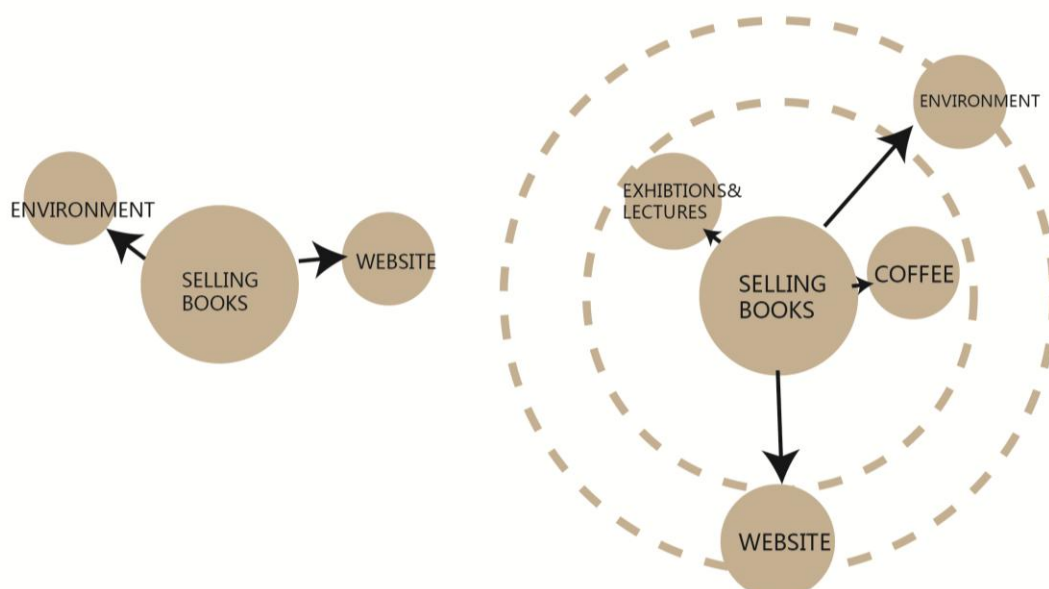 ENVIRONMENT
SELLING
BOOKS
WEBSITE
ENVIRONMENT
EXHIBTIONS&
LECTURES
SELLING
BOOKS
COFFEE
WEBSITE